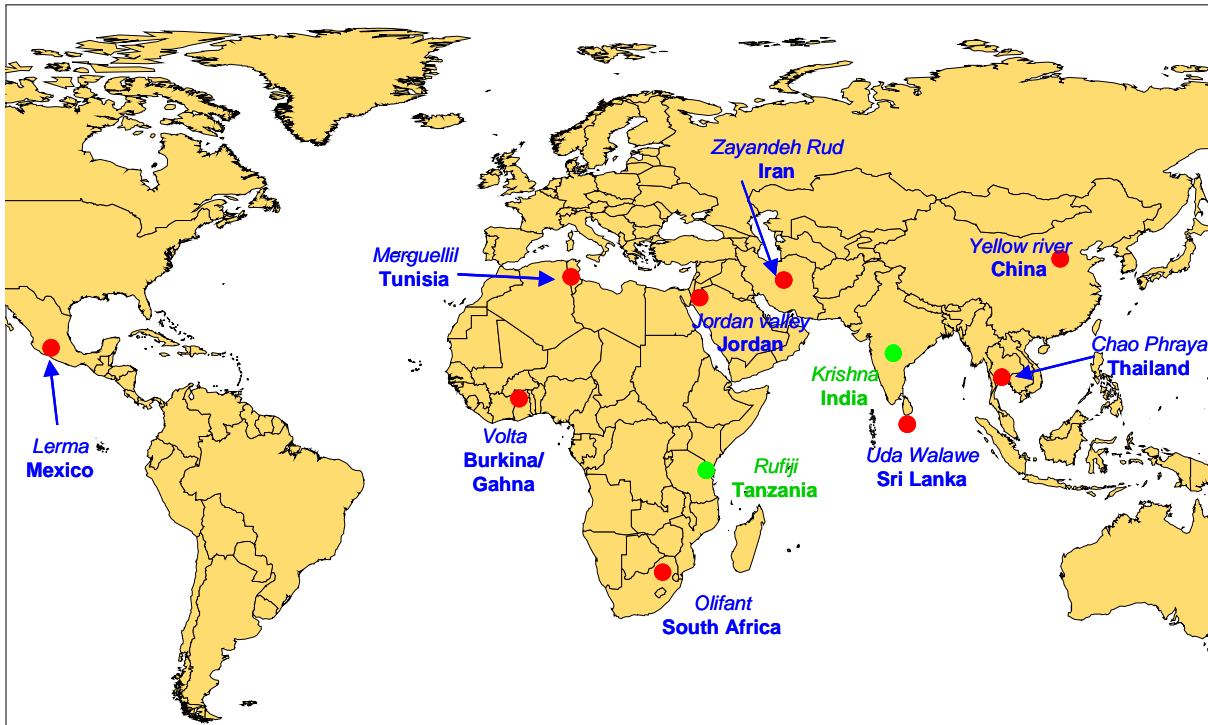 Zayandeh Rud
Iran
Merguellil
Tunisia
Yellow river
China
Jordan valley
Jordan
Chao Phraya
Thailand
Krishna
India
Lerma
Mexico
Volta
Burkina/
Gahna
Uda Walawe
Sri Lanka
Rufiji
Tanzania
Olifant
South Africa